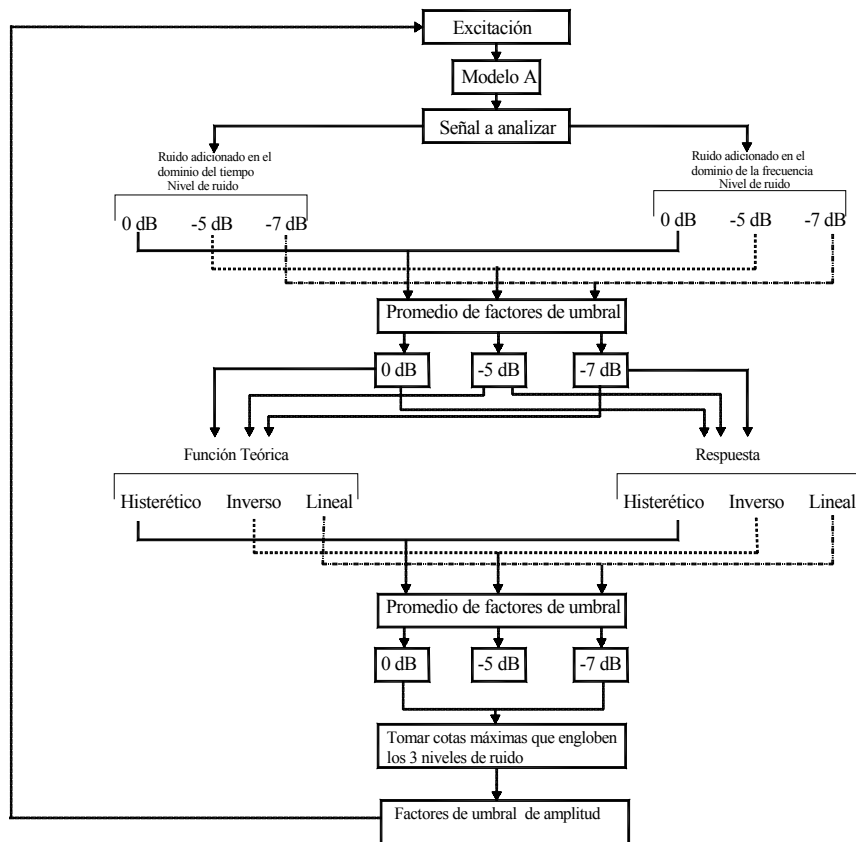 Excitación
Modelo A
Señal a analizar
Ruido adicionado en el
dominio del tiempo
Nivel de ruido
0 dB -5 dB -7 dB
Ruido adicionado en el
dominio de la frecuencia
Nivel de ruido
0 dB -5 dB -7 dB
Promedio de factores de umbral
0 dB -5 dB -7 dB
Función Teórica
Respuesta
Histerético Inverso Lineal
Histerético Inverso Lineal
Promedio de factores de umbral
0 dB -5 dB -7 dB
Tomar cotas máximas que engloben
los 3 niveles de ruido
Factores de umbral de amplitud